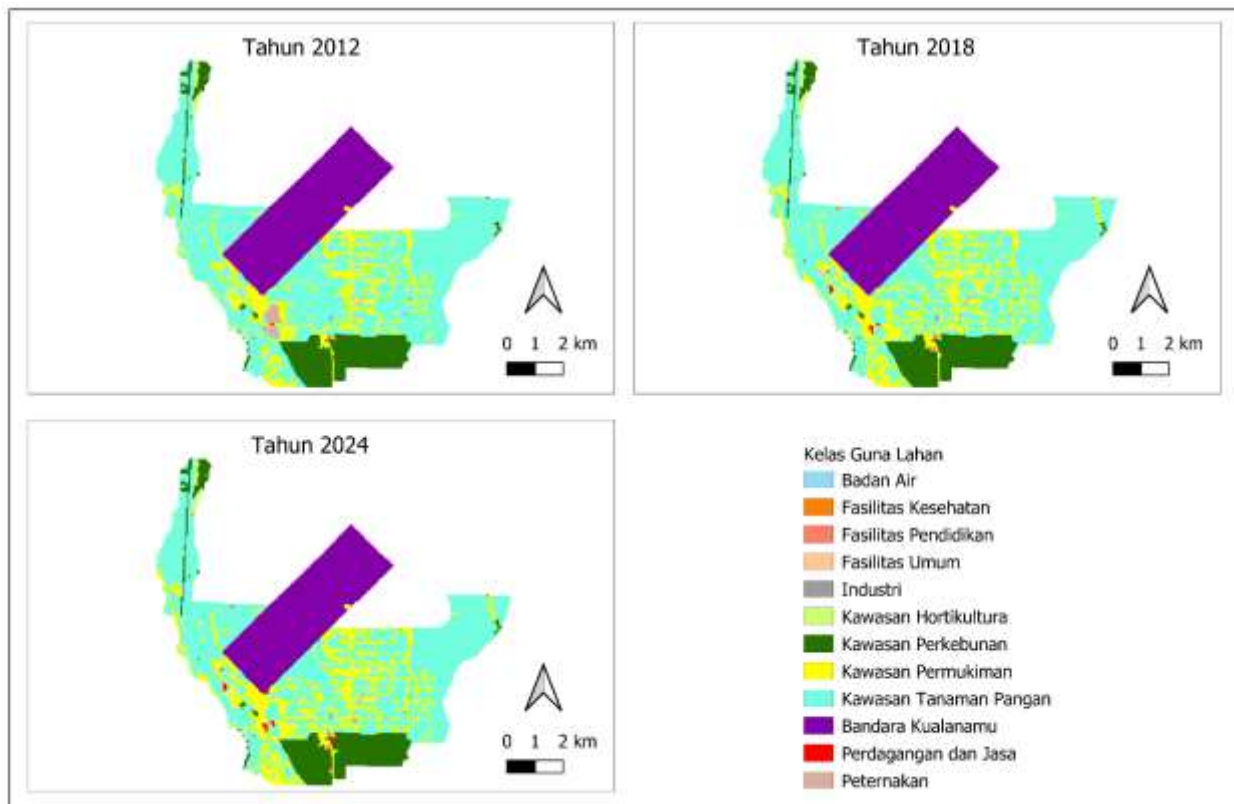 Tahun 2012
0 1 2 km
Tahun 2018
0 1 2 km
Tahun 2024
0 1 2 km
Kelas Guna Lahan
Badan Air
Fasilitas Kesehatan
Fasilitas Pendidikan
Fasilitas Umum
Industri
Kawasan Hortikultura
Kawasan Perkebunan
Kawasan Permukiman
Kawasan Tanaman Pangan
Bandara Kualanamu
Perdagangan dan Jasa
Peternakan